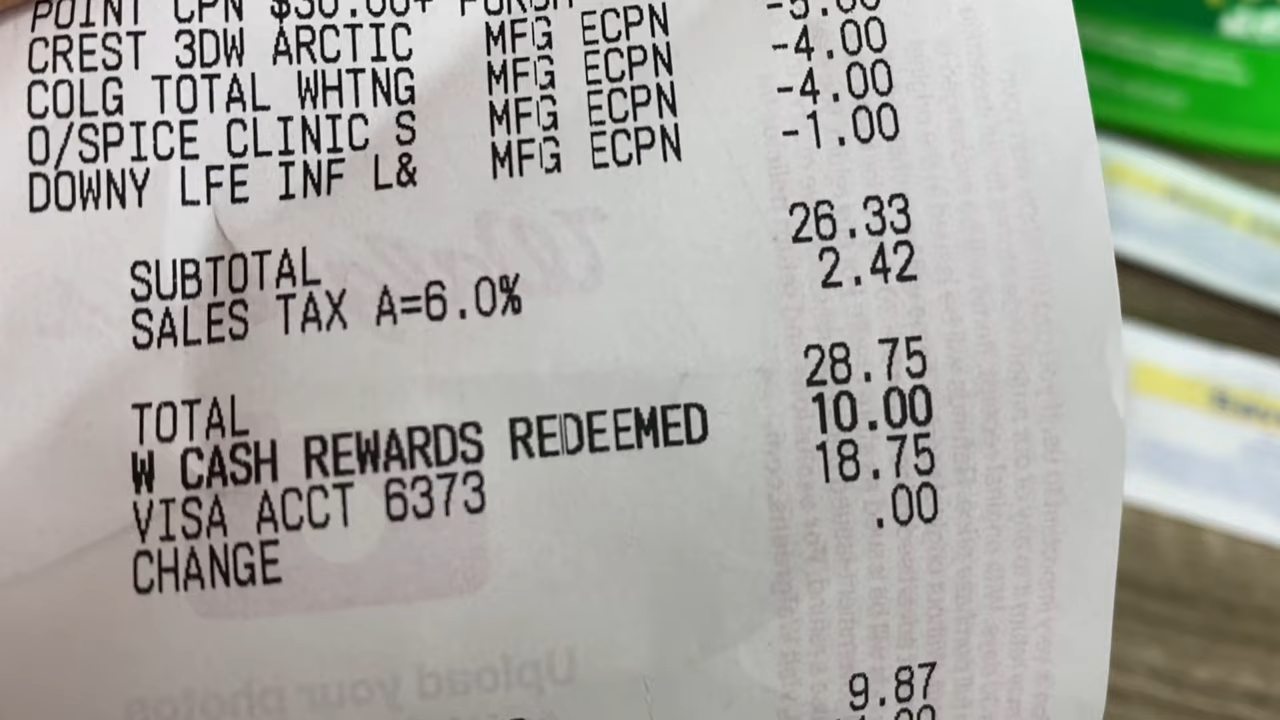 POINT CPN
CREST 3DW ARCTIC MFG ECPN
COLG TOTAL WHTNG MFG ECPN -4.00
O/SPICE CLINIC S MFG ECPN -4.00
DOWNY LFE INF L& MFG ECPN -1.00
SUBTOTAL 26.33
SALES TAX A=6.0% 2.42
TOTAL 28.75
W CASH REWARDS REDEEMED 10.00
VISA ACCT 6373 18.75
CHANGE .00
9.87